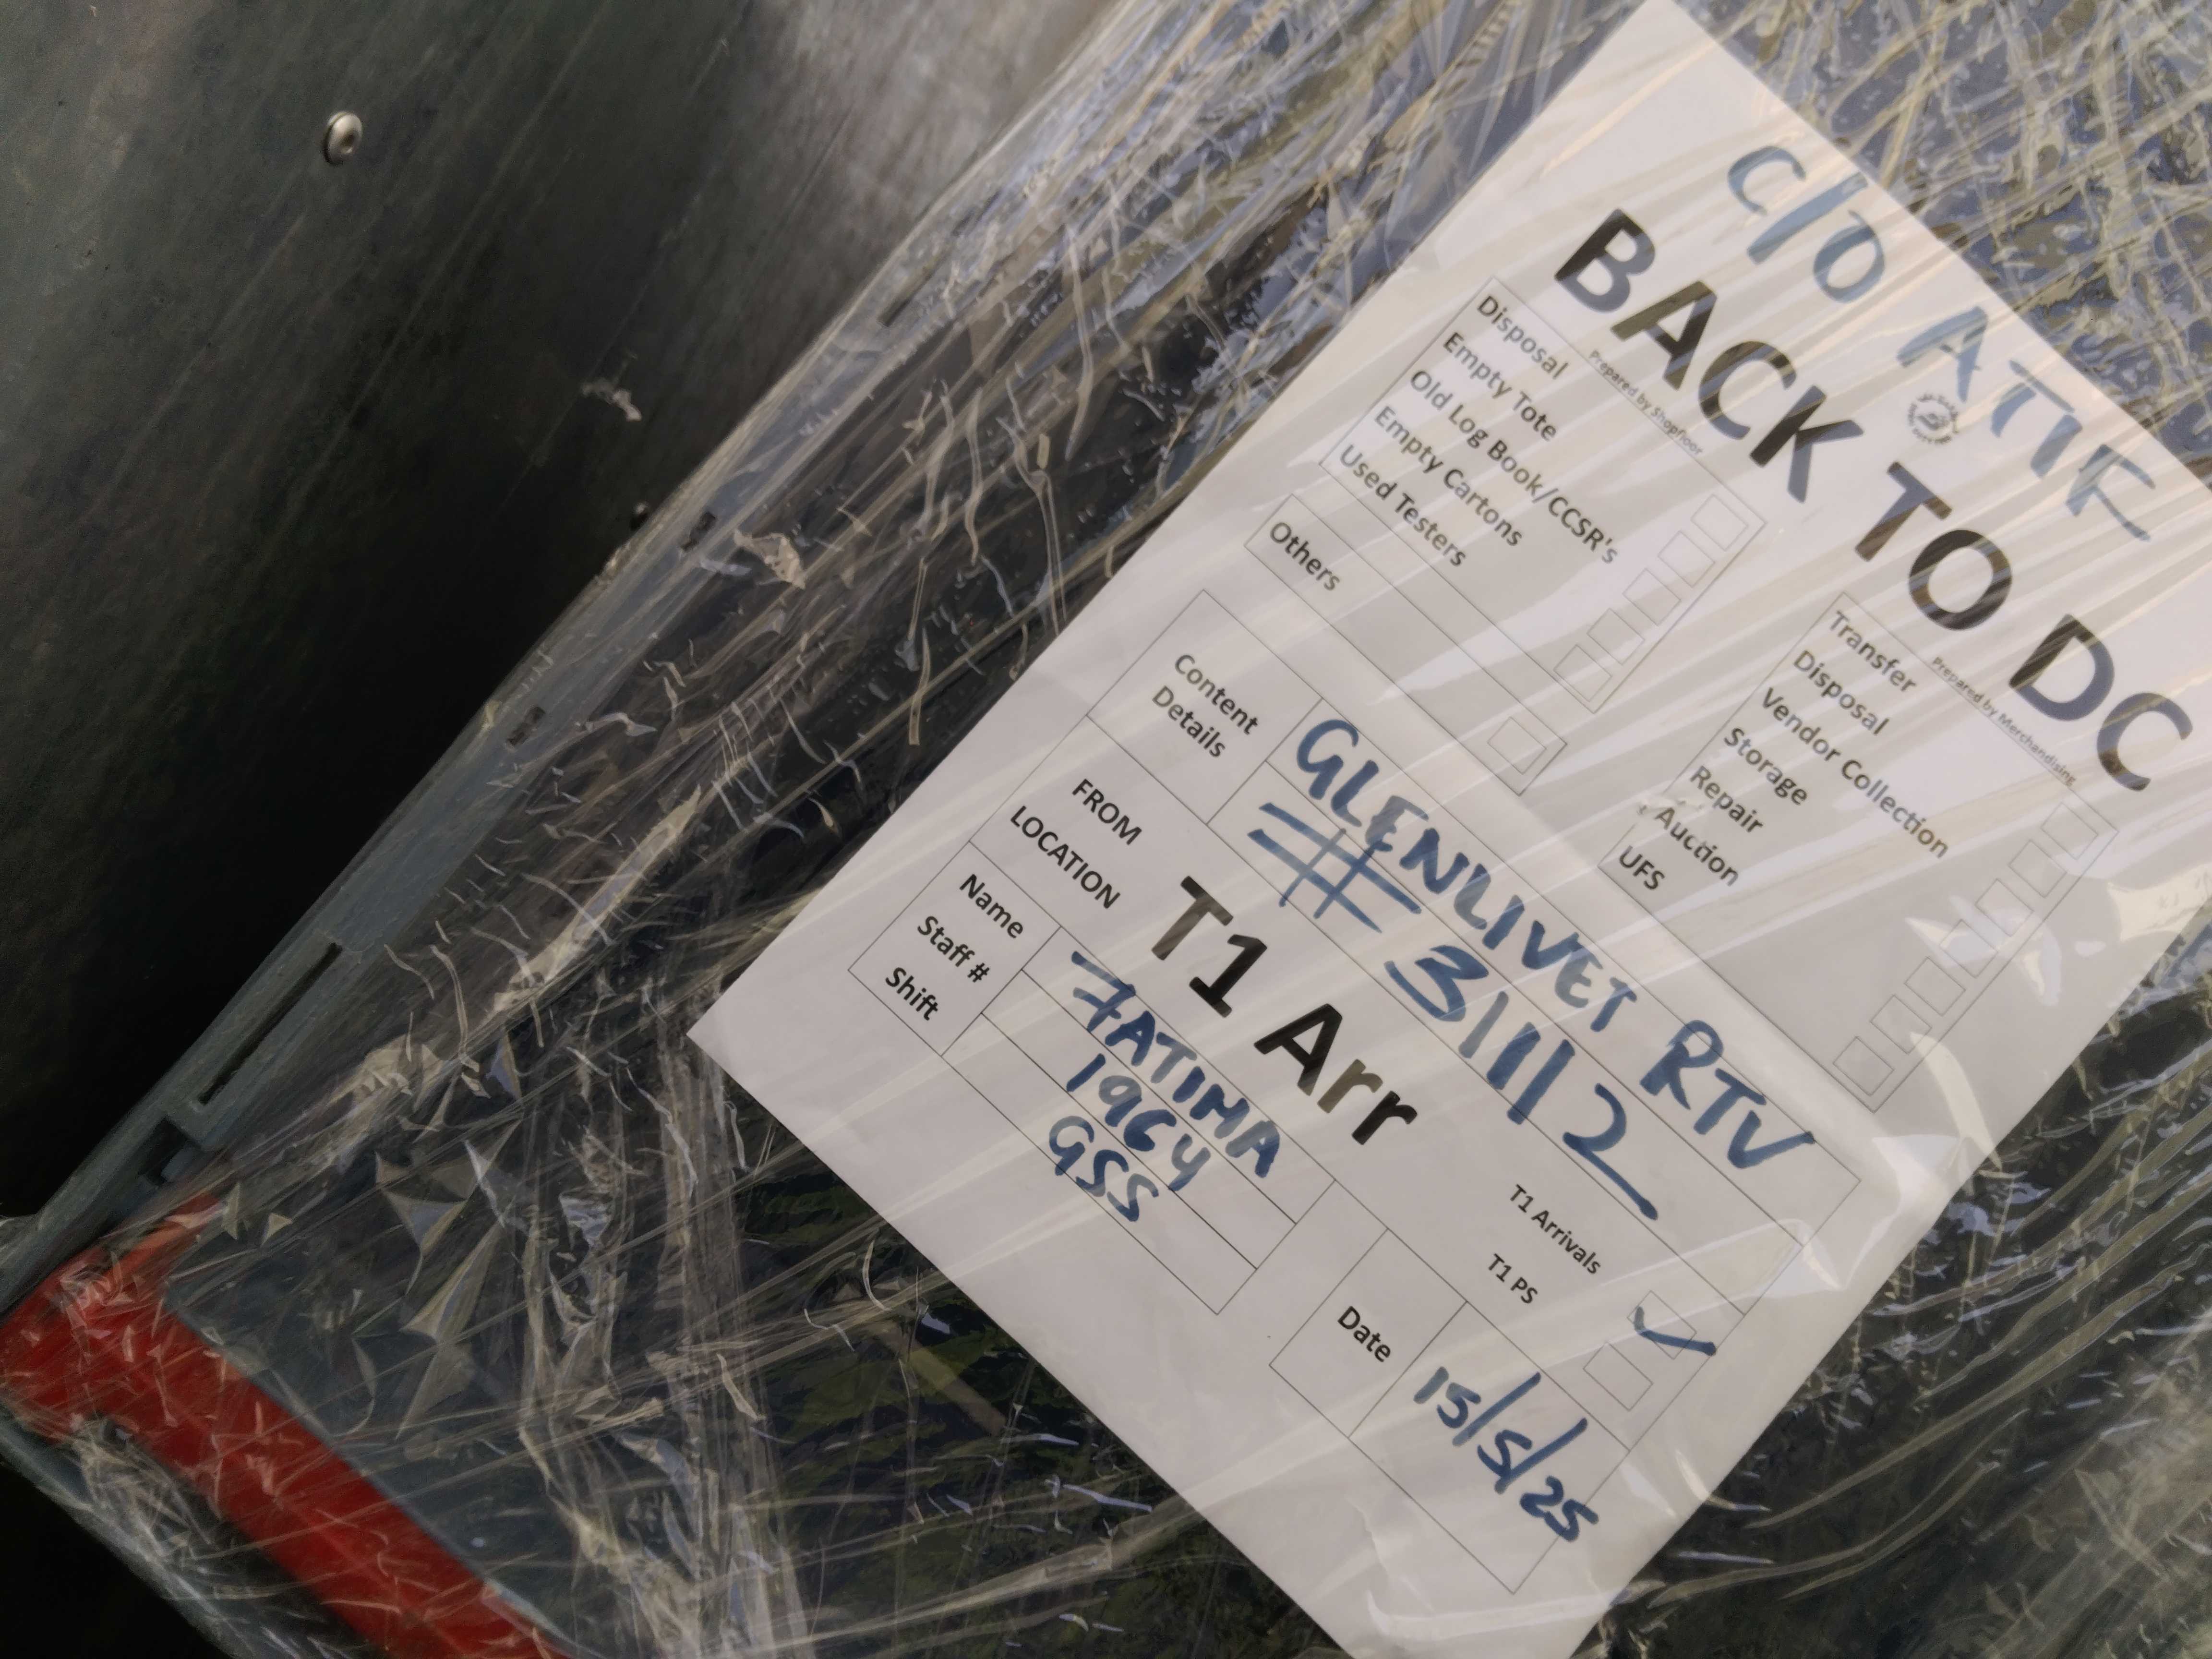 C/O ATIF
BACK TO DC
Prepared by Shopfloor
Disposal
Empty Tote
Old Log Book/CCSR's
Empty Cartons
Used Testers
Others
Prepared by Merchandising
Transfer
Disposal
Vendor Collection
Storage
Repair
Auction
UFS
Content Details
GLENLIVET RTV
# 31112
FROM LOCATION
T1 Arr
T1 Arrivals
T1 PS
Name
FATIMA
Staff #
1964
Shift
GSS
Date
15/5/25